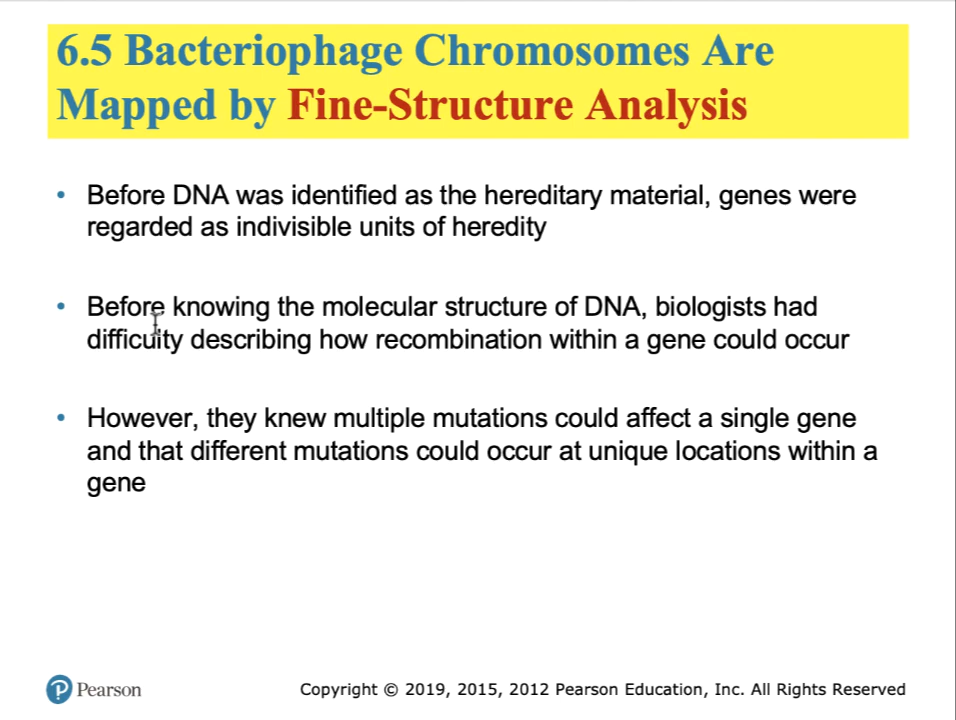 6.5 Bacteriophage Chromosomes Are
Mapped by Fine-Structure Analysis
• Before DNA was identified as the hereditary material, genes were
regarded as indivisible units of heredity
• Before knowing the molecular structure of DNA, biologists had
difficulty describing how recombination within a gene could occur
• However, they knew multiple mutations could affect a single gene
and that different mutations could occur at unique locations within a
gene
P Pearson
Copyright © 2019, 2015, 2012 Pearson Education, Inc. All Rights Reserved